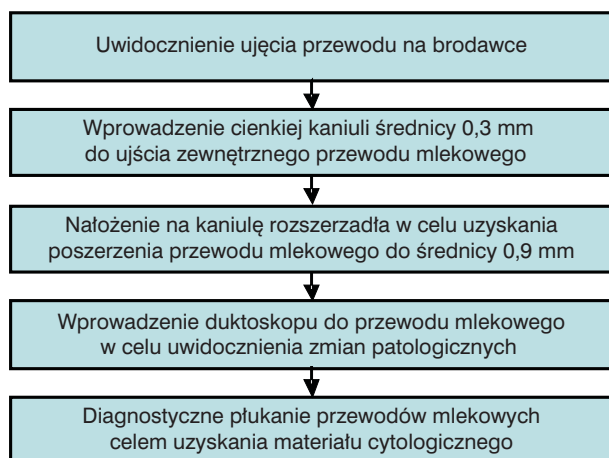 Uwidocznienie ujęcia przewodu na brodawce
Wprowadzenie cienkiej kaniuli średnicy 0,3 mm
do ujścia zewnętrznego przewodu mlekowego
Nałożenie na kaniulę rozszerzadła w celu uzyskania
poszerzenia przewodu mlekowego do średnicy 0,9 mm
Wprowadzenie duktoskopu do przewodu mlekowego
w celu uwidocznienia zmian patologicznych
Diagnostyczne płukanie przewodów mlekowych
celem uzyskania materiału cytologicznego